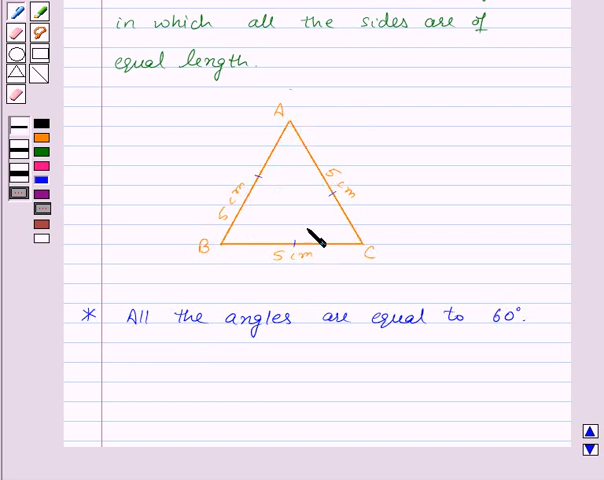 in which all the sides are of
equal length.
A
5 cm
5 cm
B
C
5 cm
* All the angles are equal to 60°.